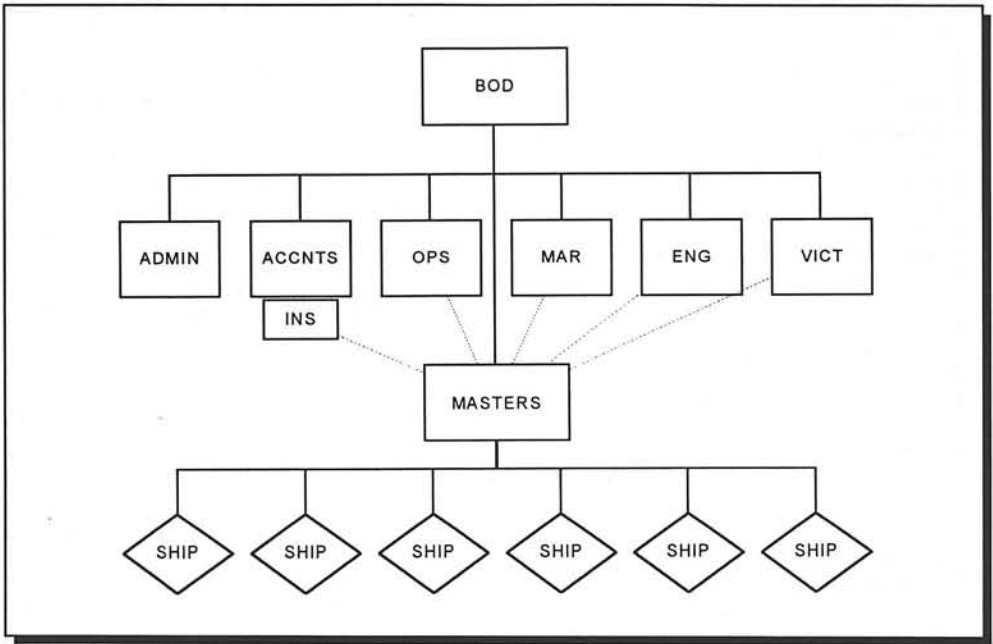 BOD
ADMIN ACCNTS OPS MAR ENG VICT
INS
MASTERS
SHIP SHIP SHIP SHIP SHIP SHIP